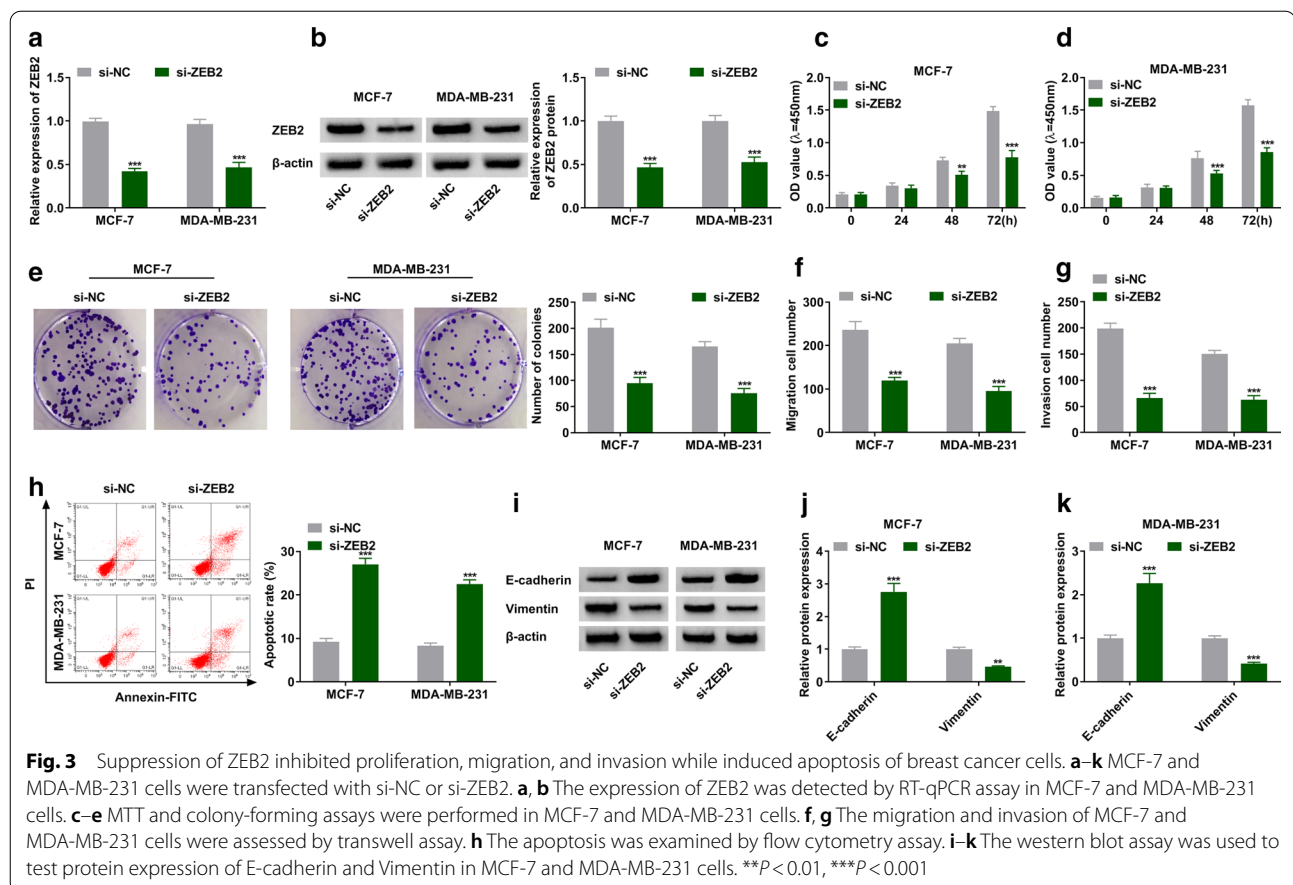 a
si-NC si-ZEB2
Relative expression of ZEB2
1.5
1.0
0.5
0.0
***
***
MCF-7 MDA-MB-231
b
MCF-7 MDA-MB-231
ZEB2
β-actin
si-NC si-ZEB2 si-NC si-ZEB2
si-NC si-ZEB2
Relative expression
of ZEB2 protein
1.5
1.0
0.5
0.0
***
***
MCF-7 MDA-MB-231
c
MCF-7
si-NC
si-ZEB2
OD value (λ=450nm)
2.0
1.5
1.0
0.5
0.0
**
***
0 24 48 72(h)
d
MDA-MB-231
si-NC
si-ZEB2
OD value (λ=450nm)
2.0
1.5
1.0
0.5
0.0
***
***
0 24 48 72(h)
e
MCF-7 MDA-MB-231
si-NC si-ZEB2 si-NC si-ZEB2
si-NC si-ZEB2
Number of colonies
250
200
150
100
50
0
***
***
MCF-7 MDA-MB-231
f
si-NC si-ZEB2
Migration cell number
300
200
100
0
***
***
MCF-7 MDA-MB-231
g
si-NC
si-ZEB2
Invasion cell number
250
200
150
100
50
0
***
***
MCF-7 MDA-MB-231
h
si-NC si-ZEB2
PI
MCF-7
MDA-MB-231
Annexin-FITC
si-NC
si-ZEB2
Apoptotic rate (%)
30
20
10
0
***
***
MCF-7 MDA-MB-231
i
MCF-7 MDA-MB-231
E-cadherin
Vimentin
β-actin
si-NC si-ZEB2 si-NC si-ZEB2
j
MCF-7
si-NC si-ZEB2
Relative protein expression
4
3
2
1
0
***
**
E-cadherin Vimentin
k
MDA-MB-231
si-NC si-ZEB2
Relative protein expression
3
2
1
0
***
***
E-cadherin Vimentin
Fig. 3 Suppression of ZEB2 inhibited proliferation, migration, and invasion while induced apoptosis of breast cancer cells. a–k MCF-7 and
MDA-MB-231 cells were transfected with si-NC or si-ZEB2. a, b The expression of ZEB2 was detected by RT-qPCR assay in MCF-7 and MDA-MB-231
cells. c–e MTT and colony-forming assays were performed in MCF-7 and MDA-MB-231 cells. f, g The migration and invasion of MCF-7 and
MDA-MB-231 cells were assessed by transwell assay. h The apoptosis was examined by flow cytometry assay. i–k The western blot assay was used to
test protein expression of E-cadherin and Vimentin in MCF-7 and MDA-MB-231 cells. **P < 0.01, ***P < 0.001